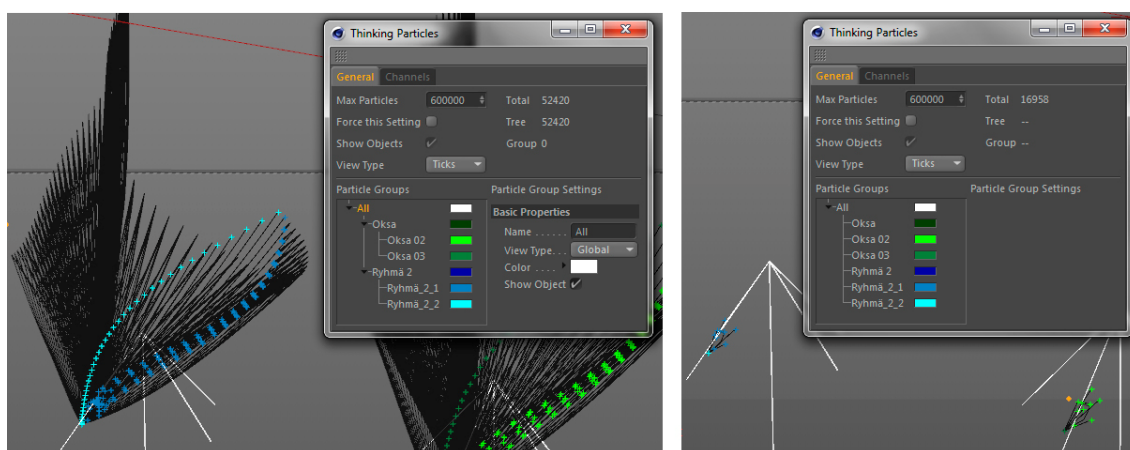 Thinking Particles
General Channels
Max Particles 600000 Total 52420
Force this Setting Tree 52420
Show Objects Group 0
View Type Ticks
Particle Groups Particle Group Settings
All
Basic Properties
Oksa
Name ...... All
Oksa 02
View Type... Global
Oksa 03
Color ....
Ryhmä 2
Show Object
Ryhmä_2_1
Ryhmä_2_2
Thinking Particles
General Channels
Max Particles 600000 Total 16958
Force this Setting Tree --
Show Objects Group --
View Type Ticks
Particle Groups Particle Group Settings
All
Oksa
Oksa 02
Oksa 03
Ryhmä 2
Ryhmä_2_1
Ryhmä_2_2